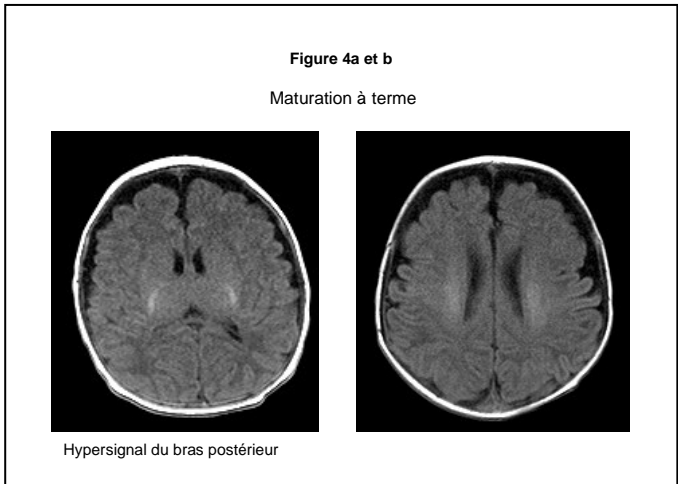 Figure 4a et b
Maturation à terme
Hypersignal du bras postérieur